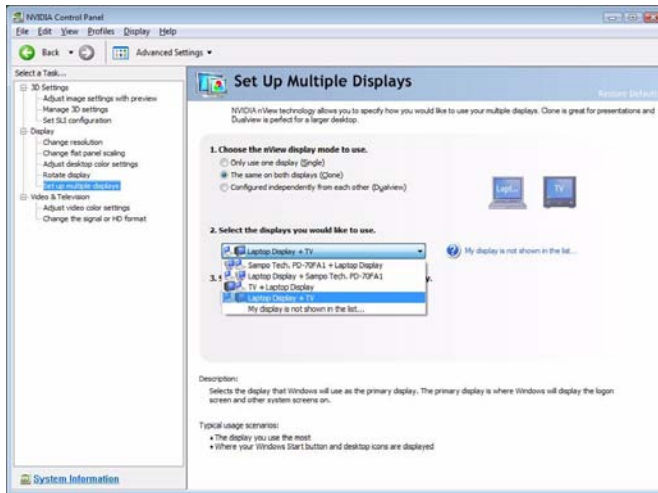 NVIDIA Control Panel
File Edit View Profiles Display Help
Back Advanced Settings
Select a Task...
3D Settings
Adjust image settings with preview
Manage 3D settings
Set SLI configuration
Display
Change resolution
Change flat panel scaling
Adjust desktop color settings
Rotate display
Set up multiple displays
Video & Television
Adjust video color settings
Change the signal or HD format
System Information
Set Up Multiple Displays
Restore Defaults
NVIDIA nView technology allows you to specify how you would like to use your multiple displays. Clone is great for presentations and
Dualview is perfect for a larger desktop.
1. Choose the nView display mode to use.
Only use one display (Single)
The same on both displays (Clone)
Configured independently from each other (Dualview)
Lapt... TV
2. Select the displays you would like to use.
Laptop Display + TV
My display is not shown in the list...
Sampo Tech. PD-70FA1 + Laptop Display
3. S
Laptop Display + Sampo Tech. PD-70FA1
y.
TV + Laptop Display
Laptop Display + TV
My display is not shown in the list...
Description:
Selects the display that Windows will use as the primary display. The primary display is where Windows will display the logon
screen and other system screens on.
Typical usage scenarios:
• The display you use the most
• Where your Windows Start button and desktop icons are displayed